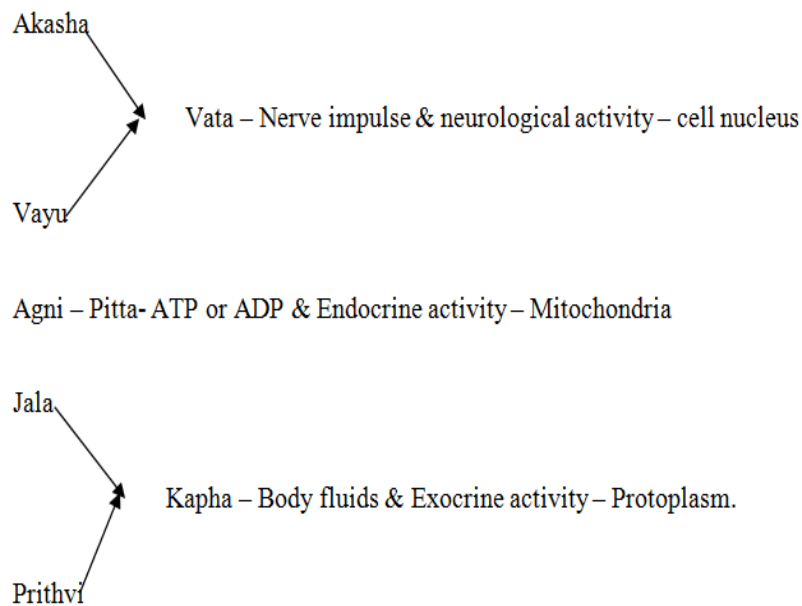 Akasha
Vata – Nerve impulse & neurological activity – cell nucleus
Vayu
Agni – Pitta- ATP or ADP & Endocrine activity – Mitochondria
Jala
Kapha – Body fluids & Exocrine activity – Protoplasm.
Prithvi